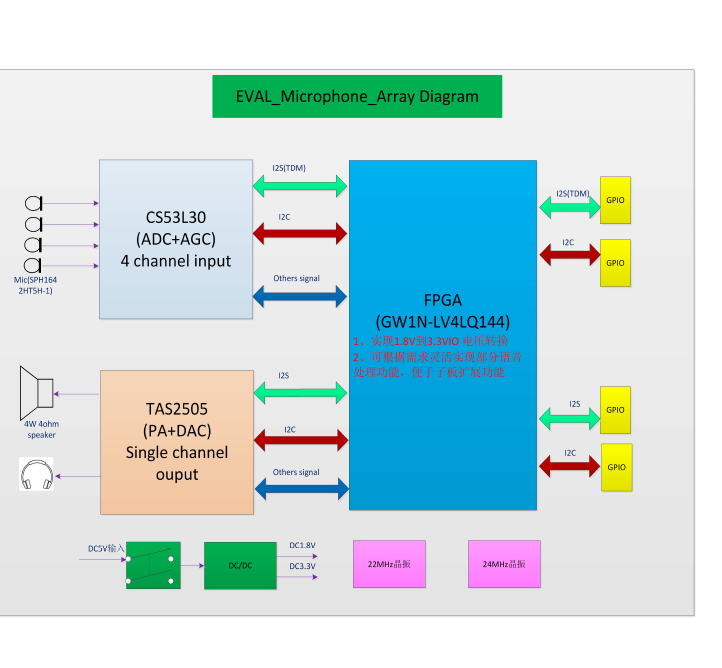 EVAL_Microphone_Array Diagram
I2S(TDM)
I2C
Others signal
CS53L30
(ADC+AGC)
4 channel input
Mic(SPH164
2HT5H-1)
FPGA
(GW1N-LV4LQ144)
1、实现1.8V到3.3VIO 电压转换
2、可根据需求灵活实现部分语音
处理功能，便于子板扩展功能
I2S(TDM)
GPIO
I2C
GPIO
I2S
I2C
Others signal
TAS2505
(PA+DAC)
Single channel
ouput
4W 4ohm
speaker
I2S
GPIO
I2C
GPIO
DC5V输入
DC/DC
DC1.8V
DC3.3V
22MHz晶振
24MHz晶振